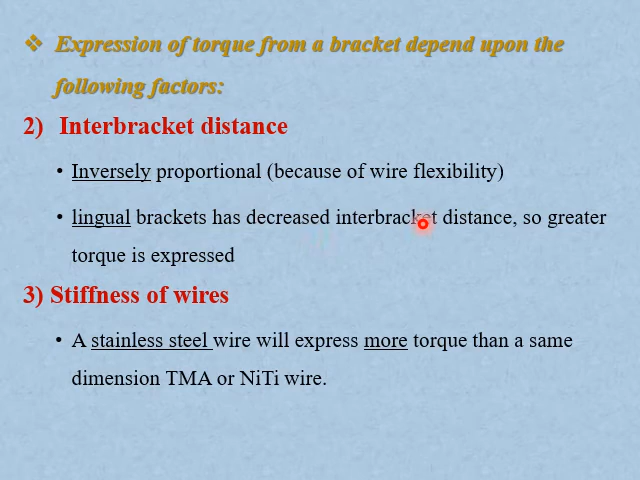 ❖ Expression of torque from a bracket depend upon the
following factors:
2) Interbracket distance
• Inversely proportional (because of wire flexibility)
• lingual brackets has decreased interbracket distance, so greater
torque is expressed
3) Stiffness of wires
• A stainless steel wire will express more torque than a same
dimension TMA or NiTi wire.